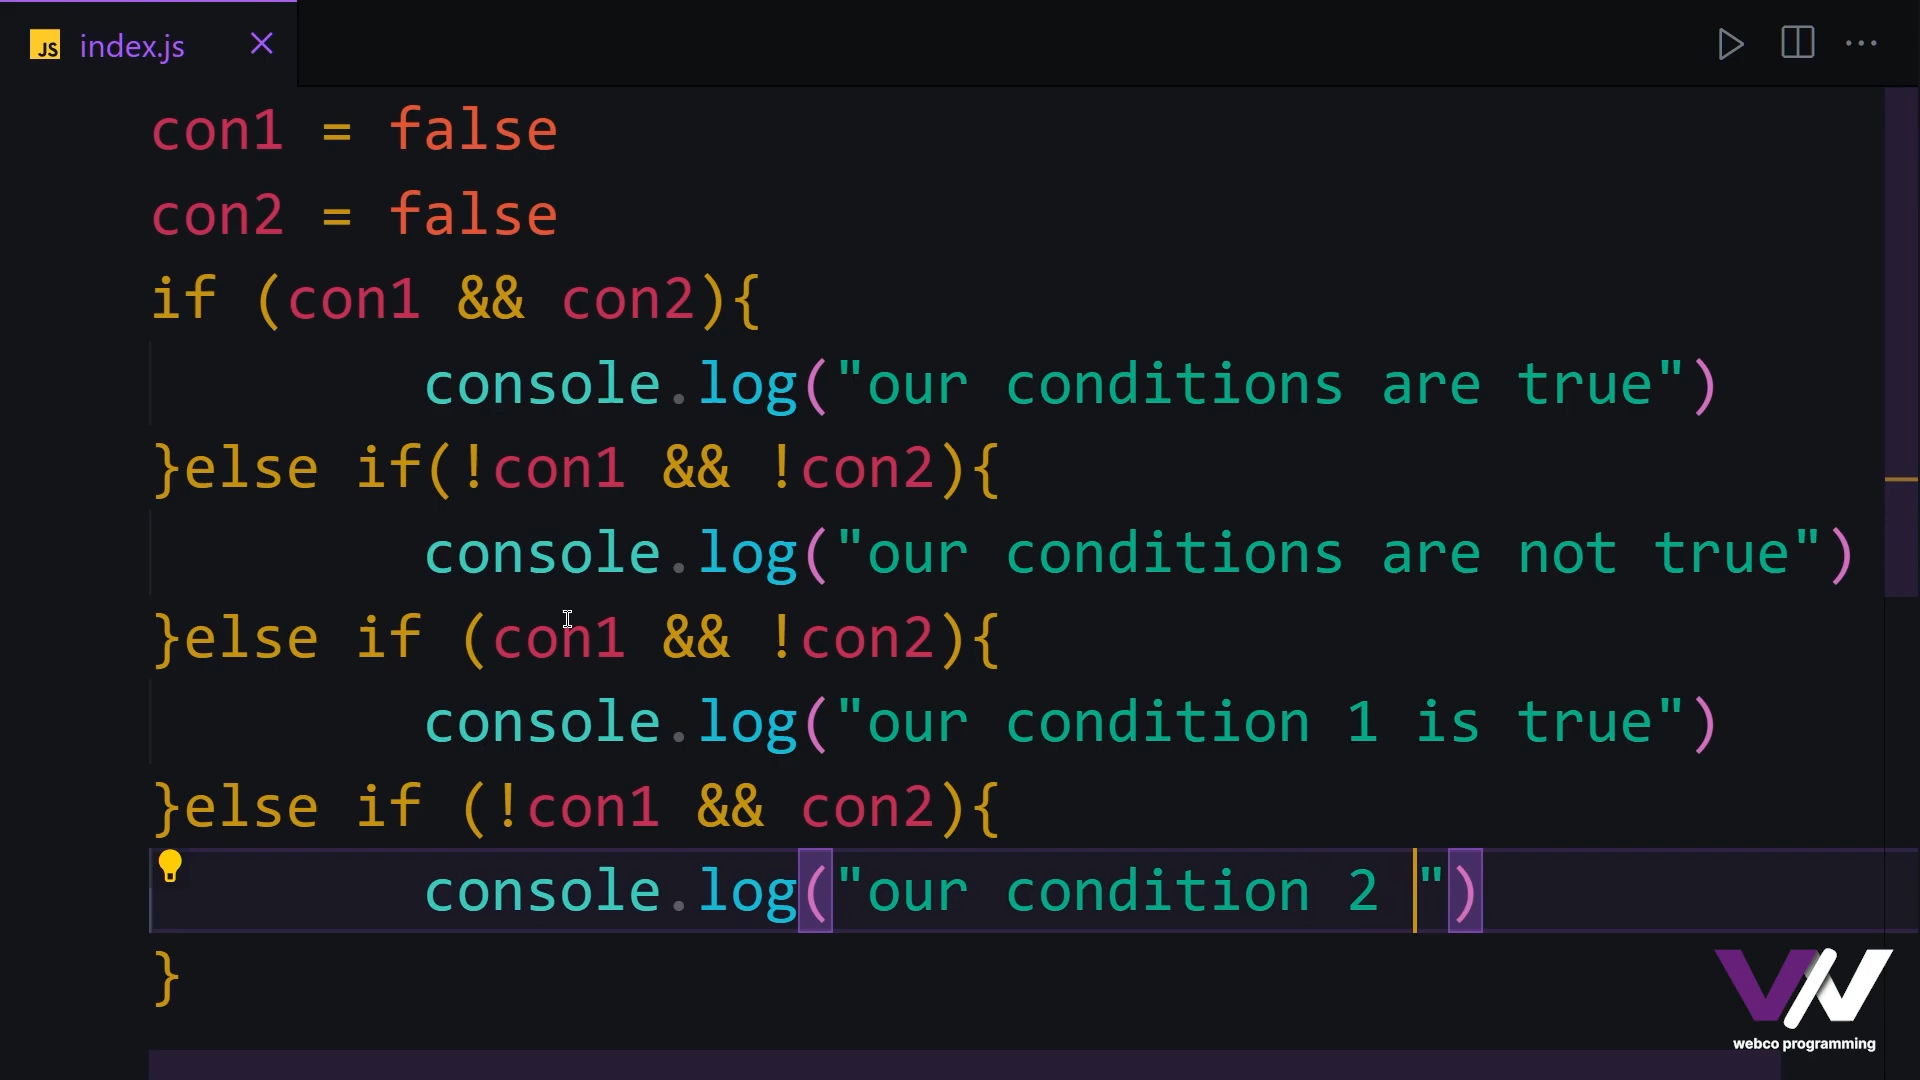 JS index.js
con1 = false
con2 = false
if (con1 && con2){
console.log("our conditions are true")
}else if(!con1 && !con2){
console.log("our conditions are not true")
}else if (con1 && !con2){
console.log("our condition 1 is true")
}else if (!con1 && con2){
console.log("our condition 2 ")
}
webco programming